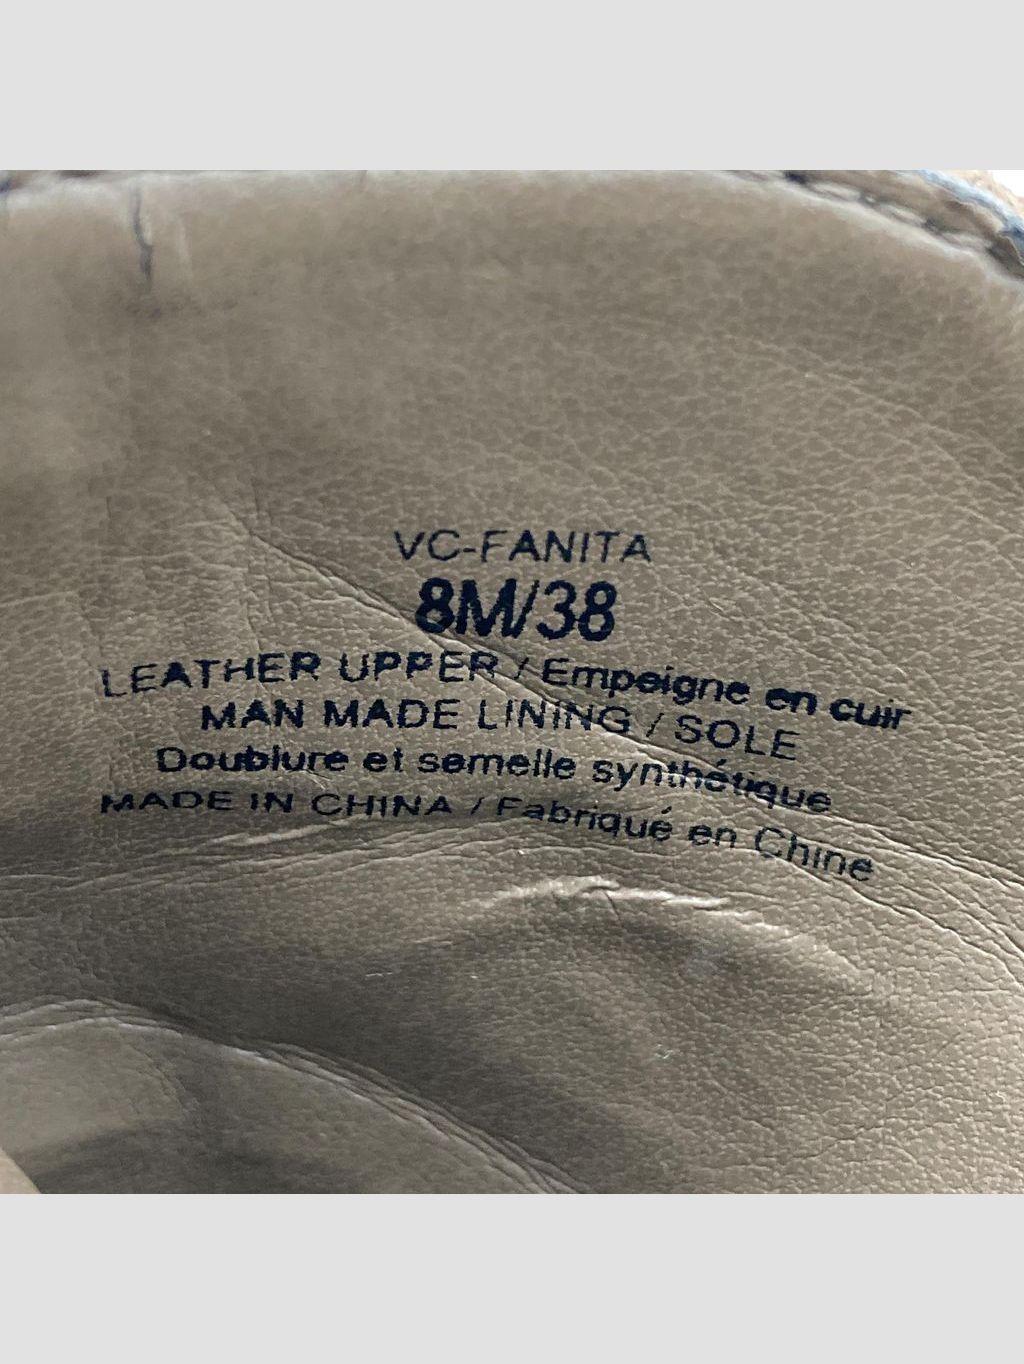 VC-FANITA
8M/38
LEATHER UPPER / Empeigne en cuir
MAN MADE LINING / SOLE
Doublure et semelle synthétique
MADE IN CHINA / Fabriqué en Chine